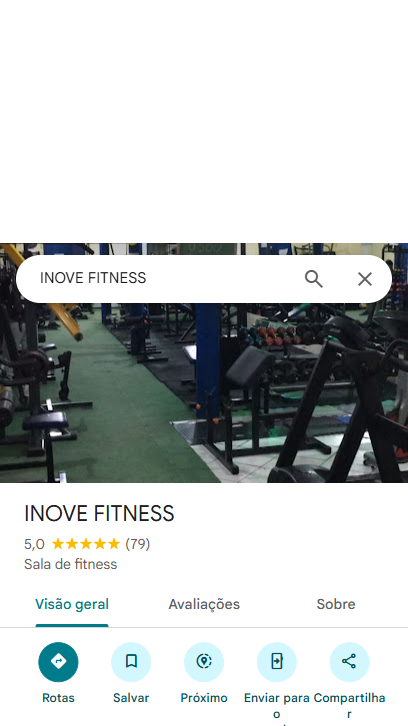 INOVE FITNESS
INOVE FITNESS
5,0 ★★★★★ (79)
Sala de fitness
Visão geral Avaliações Sobre
Rotas Salvar Próximo Enviar para o Compartilhar